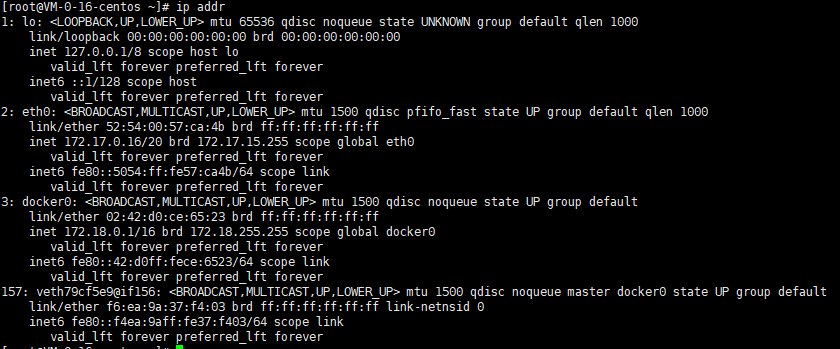 [root@VM-0-16-centos ~]# ip addr
1: lo: <LOOPBACK,UP,LOWER_UP> mtu 65536 qdisc noqueue state UNKNOWN group default qlen 1000
    link/loopback 00:00:00:00:00:00 brd 00:00:00:00:00:00
    inet 127.0.0.1/8 scope host lo
       valid_lft forever preferred_lft forever
    inet6 ::1/128 scope host
       valid_lft forever preferred_lft forever
2: eth0: <BROADCAST,MULTICAST,UP,LOWER_UP> mtu 1500 qdisc pfifo_fast state UP group default qlen 1000
    link/ether 52:54:00:57:ca:4b brd ff:ff:ff:ff:ff:ff
    inet 172.17.0.16/20 brd 172.17.15.255 scope global eth0
       valid_lft forever preferred_lft forever
    inet6 fe80::5054:ff:fe57:ca4b/64 scope link
       valid_lft forever preferred_lft forever
3: docker0: <BROADCAST,MULTICAST,UP,LOWER_UP> mtu 1500 qdisc noqueue state UP group default
    link/ether 02:42:d0:ce:65:23 brd ff:ff:ff:ff:ff:ff
    inet 172.18.0.1/16 brd 172.18.255.255 scope global docker0
       valid_lft forever preferred_lft forever
    inet6 fe80::42:d0ff:fece:6523/64 scope link
       valid_lft forever preferred_lft forever
157: veth79cf5e9@if156: <BROADCAST,MULTICAST,UP,LOWER_UP> mtu 1500 qdisc noqueue master docker0 state UP group default
    link/ether f6:ea:9a:37:f4:03 brd ff:ff:ff:ff:ff:ff link-netnsid 0
    inet6 fe80::f4ea:9aff:fe37:f403/64 scope link
       valid_lft forever preferred_lft forever